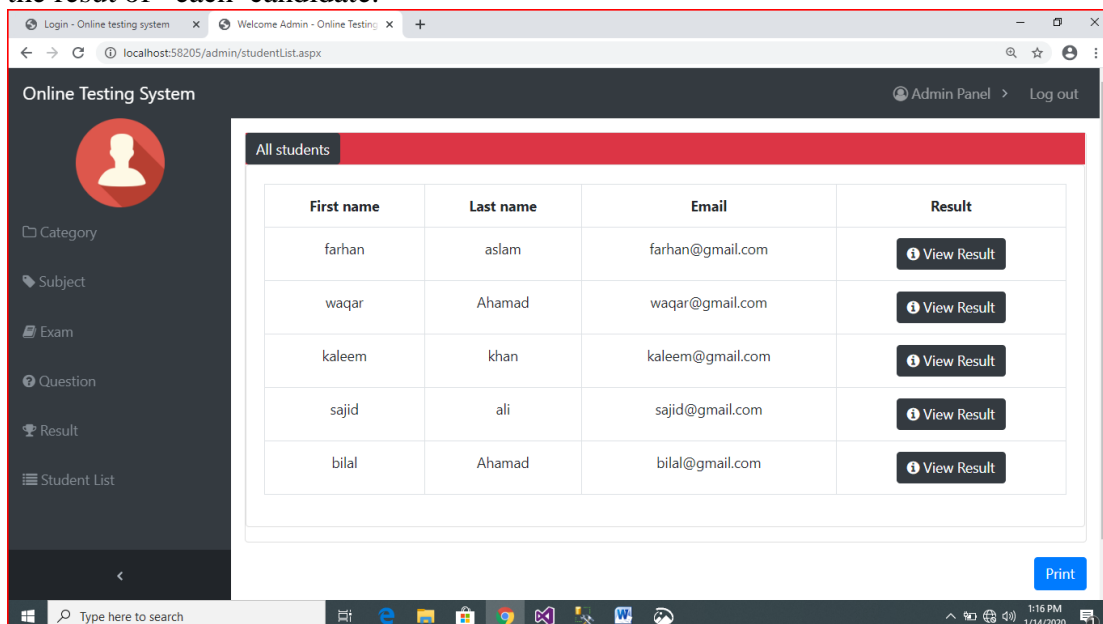 the resut of each candidate.
Login - Online testing system
Welcome Admin - Online Testing
localhost:58205/admin/studentList.aspx
Online Testing System
Admin Panel > Log out
All students
First name Last name Email Result
farhan aslam farhan@gmail.com View Result
waqar Ahamad waqar@gmail.com View Result
kaleem khan kaleem@gmail.com View Result
sajid ali sajid@gmail.com View Result
bilal Ahamad bilal@gmail.com View Result
Category
Subject
Exam
Question
Result
Student List
Print
Type here to search
1:16 PM
1/14/2020